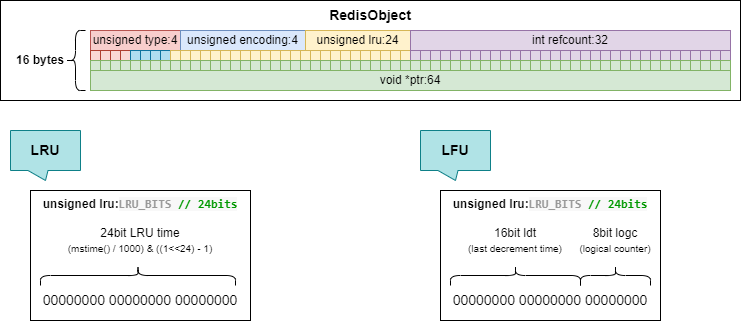 RedisObject
unsigned type:4 unsigned encoding:4 unsigned lru:24 int refcount:32
16 bytes
void *ptr:64
LRU
unsigned lru:LRU_BITS // 24bits
24bit LRU time
(mstime() / 1000) & ((1<<24) - 1)
00000000 00000000 00000000
LFU
unsigned lru:LRU_BITS // 24bits
16bit ldt 8bit logc
(last decrement time) (logical counter)
00000000 00000000 00000000